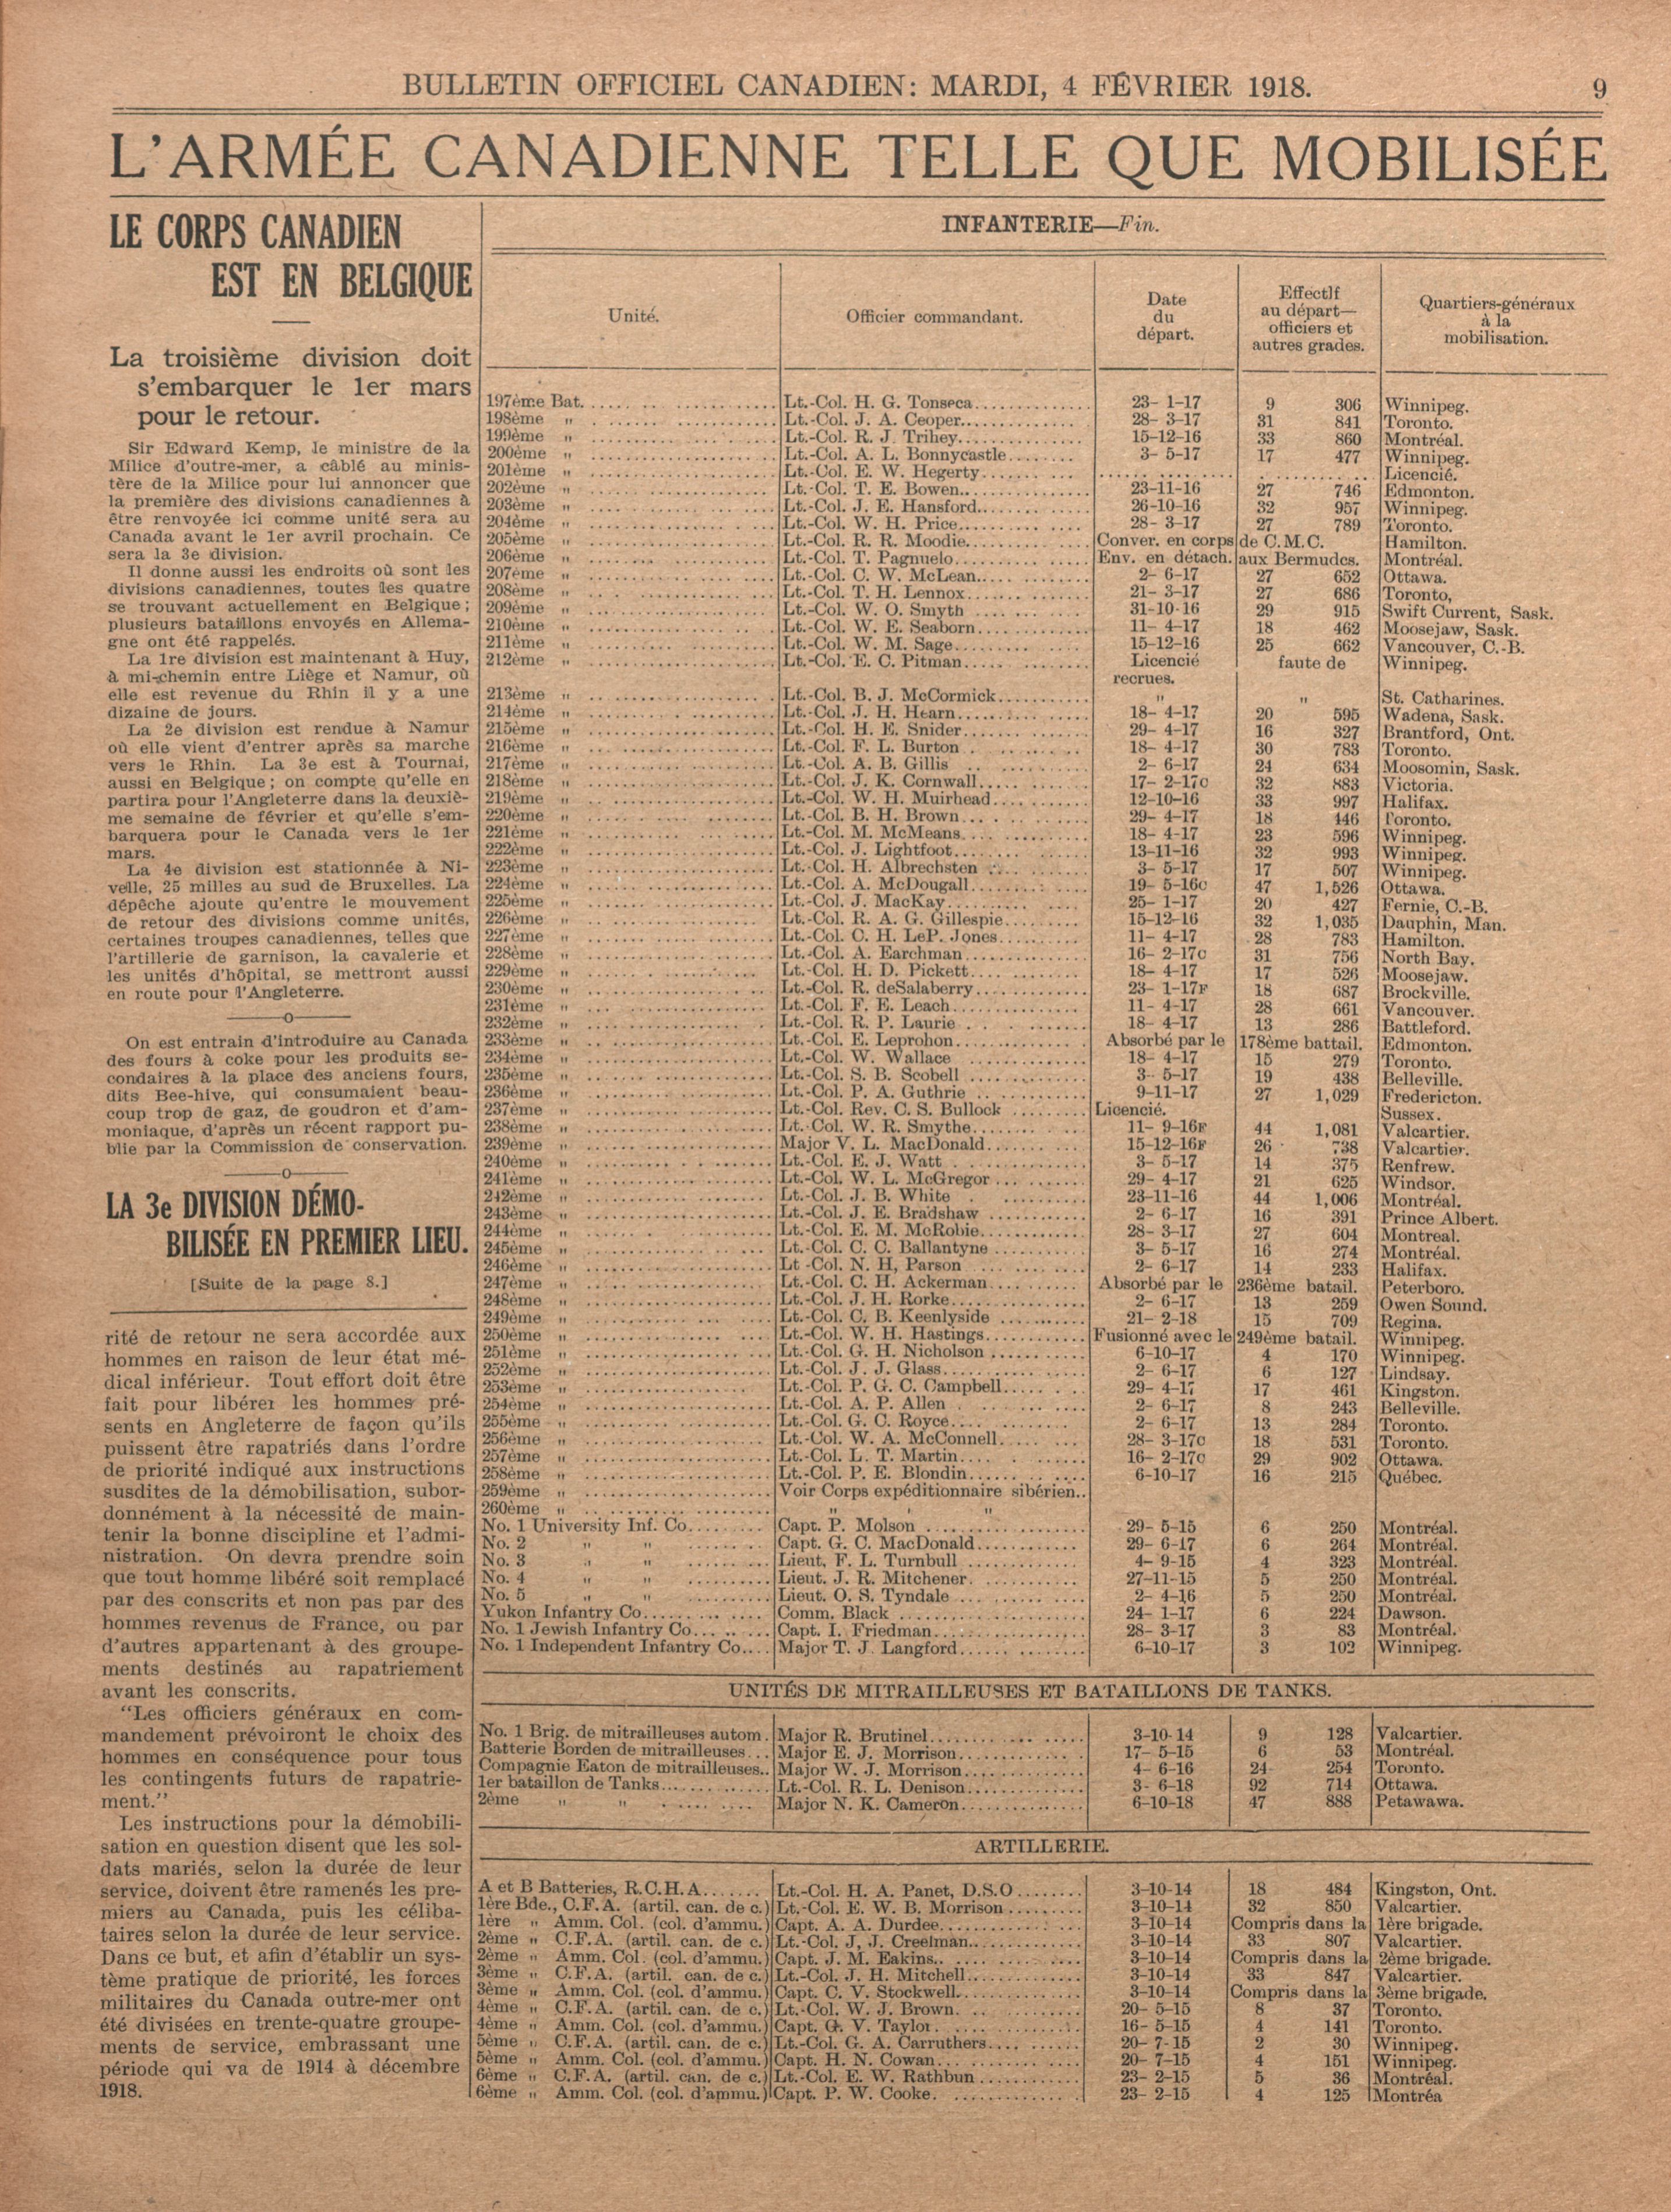 BULLETIN OFFICIEL CANADIEN: MARDI, 4 FÉVRIER 1918.
9
L'ARMÉE CANADIENNE TELLE QUE MOBILISÉE
LE CORPS CANADIEN
EST EN BELGIQUE
La troisième division doit
s'embarquer le 1er mars
pour le retour.
Sir Edward Kemp, le ministre de la
Milice d'outre-mer, a câblé au minis-
tère de la Milice pour lui annoncer que
la première des divisions canadiennes à
être renvoyée ici comme unité sera au
Canada avant le 1er avril prochain. Ce
sera la 3e division.
Il donne aussi les endroits où sont les
divisions canadiennes, toutes les quatre
se trouvant actuellement en Belgique;
plusieurs bataillons envoyés en Allema-
gne ont été rappelés.
La 1re division est maintenant à Huy,
à mi-chemin entre Liège et Namur, où
elle est revenue du Rhin il y a une
dizaine de jours.
La 2e division est rendue à Namur
où elle vient d'entrer après sa marche
vers le Rhin. La 3e est à Tournai,
aussi en Belgique; on compte qu'elle en
partira pour l'Angleterre dans la deuxiè-
me semaine de février et qu'elle s'em-
barquera pour le Canada vers le 1er
mars.
La 4e division est stationnée à Ni-
velle, 25 milles au sud de Bruxelles. La
dépêche ajoute qu'entre le mouvement
de retour des divisions comme unités,
certaines troupes canadiennes, telles que
l'artillerie de garnison, la cavalerie et
les unités d'hôpital, se mettront aussi
en route pour l'Angleterre.
On est entrain d'introduire au Canada
des fours à coke pour les produits se-
condaires à la place des anciens fours,
dits Bee-hive, qui consumaient beau-
coup trop de gaz, de goudron et d'am-
moniaque, d'après un récent rapport pu-
blie par la Commission de conservation.
LA 3e DIVISION DÉMO-
BILISÉE EN PREMIER LIEU.
[Suite de la page 8.]
rité de retour ne sera accordée aux
hommes en raison de leur état mé-
dical inférieur. Tout effort doit être
fait pour libérer les hommes pré-
sents en Angleterre de façon qu'ils
puissent être rapatriés dans l'ordre
de priorité indiqué aux instructions
susdites de la démobilisation, subor-
donnément à la nécessité de main-
tenir la bonne discipline et l'admi-
nistration. On devra prendre soin
que tout homme libéré soit remplacé
par des conscrits et non pas par des
hommes revenus de France, ou par
d'autres appartenant à des groupe-
ments destinés au rapatriement
avant les conscrits.
"Les officiers généraux en com-
mandement prévoiront le choix des
hommes en conséquence pour tous
les contingents futurs de rapatrie-
ment."
Les instructions pour la démobili-
sation en question disent que les sol-
dats mariés, selon la durée de leur
service, doivent être ramenés les pre-
miers au Canada, puis les céliba-
taires selon la durée de leur service.
Dans ce but, et afin d'établir un sys-
tème pratique de priorité, les forces
militaires du Canada outre-mer ont
été divisées en trente-quatre groupe-
ments de service, embrassant une
période qui va de 1914 à décembre
1918.
INFANTERIE—Fin.
Unité. Officier commandant. Date du départ. Effectif au départ—officiers et autres grades. Quartiers-généraux à la mobilisation.
197ème Bat. Lt.-Col. H. G. Tonseca 23- 1-17 9 306 Winnipeg.
198ème " Lt.-Col. J. A. Ceoper 28- 3-17 31 841 Toronto.
199ème " Lt.-Col. R. J. Trihey 15-12-16 33 860 Montréal.
200ème " Lt.-Col. A. L. Bonnycastle 3- 5-17 17 477 Winnipeg.
201ème " Lt.-Col. E. W. Hegerty Licencié.
202ème " Lt.-Col. T. E. Bowen 23-11-16 27 746 Edmonton.
203ème " Lt.-Col. J. E. Hansford 26-10-16 32 957 Winnipeg.
204ème " Lt.-Col. W. H. Price 28- 3-17 27 789 Toronto.
205ème " Lt.-Col. R. R. Moodie Conver. en corps de C.M.C. Hamilton.
206ème " Lt.-Col. T. Pagnuelo Env. en détach. aux Bermudes. Montréal.
207ème " Lt.-Col. C. W. McLean 2- 6-17 27 652 Ottawa.
208ème " Lt.-Col. T. H. Lennox 21- 3-17 27 686 Toronto,
209ème " Lt.-Col. W. O. Smyth 31-10-16 29 915 Swift Current, Sask.
210ème " Lt.-Col. W. E. Seaborn 11- 4-17 18 462 Moosejaw, Sask.
211ème " Lt.-Col. W. M. Sage 15-12-16 25 662 Vancouver, C.-B.
212ème " Lt.-Col. E. C. Pitman Licencié faute de recrues. Winnipeg.
213ème " Lt.-Col. B. J. McCormick " " St. Catharines.
214ème " Lt.-Col. J. H. Hearn 18- 4-17 20 595 Wadena, Sask.
215ème " Lt.-Col. H. E. Snider 29- 4-17 16 327 Brantford, Ont.
216ème " Lt.-Col. F. L. Burton 18- 4-17 30 783 Toronto.
217ème " Lt.-Col. A. B. Gillis 2- 6-17 24 634 Moosomin, Sask.
218ème " Lt.-Col. J. K. Cornwall 17- 2-17c 32 883 Victoria.
219ème " Lt.-Col. W. H. Muirhead 12-10-16 33 997 Halifax.
220ème " Lt.-Col. B. H. Brown 29- 4-17 18 446 Toronto.
221ème " Lt.-Col. M. McMeans 18- 4-17 23 596 Winnipeg.
222ème " Lt.-Col. J. Lightfoot 13-11-16 32 993 Winnipeg.
223ème " Lt.-Col. H. Albrechsten 3- 5-17 17 507 Winnipeg.
224ème " Lt.-Col. A. McDougall 19- 5-16c 47 1,526 Ottawa.
225ème " Lt.-Col. J. MacKay 25- 1-17 20 427 Fernie, C.-B.
226ème " Lt.-Col. R. A. G. Gillespie 15-12-16 32 1,035 Dauphin, Man.
227ème " Lt.-Col. C. H. LeP. Jones 11- 4-17 28 783 Hamilton.
228ème " Lt.-Col. A. Earchman 16- 2-17c 31 756 North Bay.
229ème " Lt.-Col. H. D. Pickett 18- 4-17 17 526 Moosejaw.
230ème " Lt.-Col. R. deSalaberry 23- 1-17F 18 687 Brockville.
231ème " Lt.-Col. F. E. Leach 11- 4-17 28 661 Vancouver.
232ème " Lt.-Col. R. P. Laurie 18- 4-17 13 286 Battleford.
233ème " Lt.-Col. E. Leprohon Absorbé par le 178ème battail. Edmonton.
234ème " Lt.-Col. W. Wallace 18- 4-17 15 279 Toronto.
235ème " Lt.-Col. S. B. Scobell 3- 5-17 19 438 Belleville.
236ème " Lt.-Col. P. A. Guthrie 9-11-17 27 1,029 Fredericton.
237ème " Lt.-Col. Rev. C. S. Bullock Licencié. Sussex.
238ème " Lt.-Col. W. R. Smythe 11- 9-16F 44 1,081 Valcartier.
239ème " Major V. L. MacDonald 15-12-16F 26 738 Valcartier.
240ème " Lt.-Col. E. J. Watt 3- 5-17 14 375 Renfrew.
241ème " Lt.-Col. W. L. McGregor 29- 4-17 21 625 Windsor.
242ème " Lt.-Col. J. B. White 23-11-16 44 1,006 Montréal.
243ème " Lt.-Col. J. E. Bradshaw 2- 6-17 16 391 Prince Albert.
244ème " Lt.-Col. E. M. McRobie 28- 3-17 27 604 Montreal.
245ème " Lt.-Col. C. C. Ballantyne 3- 5-17 16 274 Montréal.
246ème " Lt -Col. N. H, Parson 2- 6-17 14 233 Halifax.
247ème " Lt.-Col. C. H. Ackerman Absorbé par le 236ème batail. Peterboro.
248ème " Lt.-Col. J. H. Rorke 2- 6-17 13 259 Owen Sound.
249ème " Lt.-Col. C. B. Keenlyside 21- 2-18 15 709 Regina.
250ème " Lt.-Col. W. H. Hastings Fusionné avec le 249ème batail. Winnipeg.
251ème " Lt.-Col. G. H. Nicholson 6-10-17 4 170 Winnipeg.
252ème " Lt.-Col. J. J. Glass 2- 6-17 6 127 Lindsay.
253ème " Lt.-Col. P. G. C. Campbell 29- 4-17 17 461 Kingston.
254ème " Lt.-Col. A. P. Allen 2- 6-17 8 243 Belleville.
255ème " Lt.-Col. G. C. Royce 2- 6-17 13 284 Toronto.
256ème " Lt.-Col. W. A. McConnell 28- 3-17c 18 531 Toronto.
257ème " Lt.-Col. L. T. Martin 16- 2-17c 29 902 Ottawa.
258ème " Lt.-Col. P. E. Blondin 6-10-17 16 215 Québec.
259ème " Voir Corps expéditionnaire sibérien..
260ème " " " "
No. 1 University Inf. Co. Capt. P. Molson 29- 5-15 6 250 Montréal.
No. 2 " " Capt. G. C. MacDonald 29- 6-17 6 264 Montréal.
No. 3 " " Lieut. F. L. Turnbull 4- 9-15 4 323 Montréal.
No. 4 " " Lieut. J. R. Mitchener. 27-11-15 5 250 Montréal.
No. 5 " " Lieut. O. S. Tyndale 2- 4-16 5 250 Montréal.
Yukon Infantry Co. Comm. Black 24- 1-17 6 224 Dawson.
No. 1 Jewish Infantry Co. Capt. I. Friedman 28- 3-17 3 83 Montréal.
No. 1 Independent Infantry Co. Major T. J. Langford 6-10-17 3 102 Winnipeg.
UNITÉS DE MITRAILLEUSES ET BATAILLONS DE TANKS.
No. 1 Brig. de mitrailleuses autom. Major R. Brutinel 3-10-14 9 128 Valcartier.
Batterie Borden de mitrailleuses Major E. J. Morrison 17- 5-15 6 53 Montréal.
Compagnie Eaton de mitrailleuses Major W. J. Morrison 4- 6-16 24 254 Toronto.
1er bataillon de Tanks Lt.-Col. R. L. Denison 3- 6-18 92 714 Ottawa.
2ème " " Major N. K. Cameron 6-10-18 47 888 Petawawa.
ARTILLERIE.
A et B Batteries, R.C.H.A. Lt.-Col. H. A. Panet, D.S.O 3-10-14 18 484 Kingston, Ont.
1ère Bde., C.F.A. (artil. can. de c.) Lt.-Col. E. W. B. Morrison 3-10-14 32 850 Valcartier.
1ère " Amm. Col. (col. d'ammu.) Capt. A. A. Durdee 3-10-14 Compris dans la 1ère brigade.
2ème " C.F.A. (artil. can. de c.) Lt.-Col. J, J. Creelman 3-10-14 33 807 Valcartier.
2ème " Amm. Col. (col. d'ammu.) Capt. J. M. Eakins 3-10-14 Compris dans la 2ème brigade.
3ème " C.F.A. (artil. can. de c.) Lt.-Col. J. H. Mitchell 3-10-14 33 847 Valcartier.
3ème " Amm. Col. (col. d'ammu.) Capt. C. V. Stockwell 3-10-14 Compris dans la 3ème brigade,
4ème " C.F.A. (artil. can. de c.) Lt.-Col. W. J. Brown. 20- 5-15 8 37 Toronto.
4ème " Amm. Col. (col. d'ammu.) Capt. G. V. Taylor 16- 5-15 4 141 Toronto.
5ème " C.F.A. (artil. can. de c.) Lt.-Col. G. A. Carruthers 20- 7-15 2 30 Winnipeg.
5ème " Amm. Col. (col. d'ammu.) Capt. H. N. Cowan 20- 7-15 4 151 Winnipeg.
6ème " C.F.A. (artil. can. de c.) Lt.-Col. E. W. Rathbun 23- 2-15 5 36 Montréal.
6ème " Amm. Col. (col. d'ammu.) Capt. P. W. Cooke. 23- 2-15 4 125 Montréa